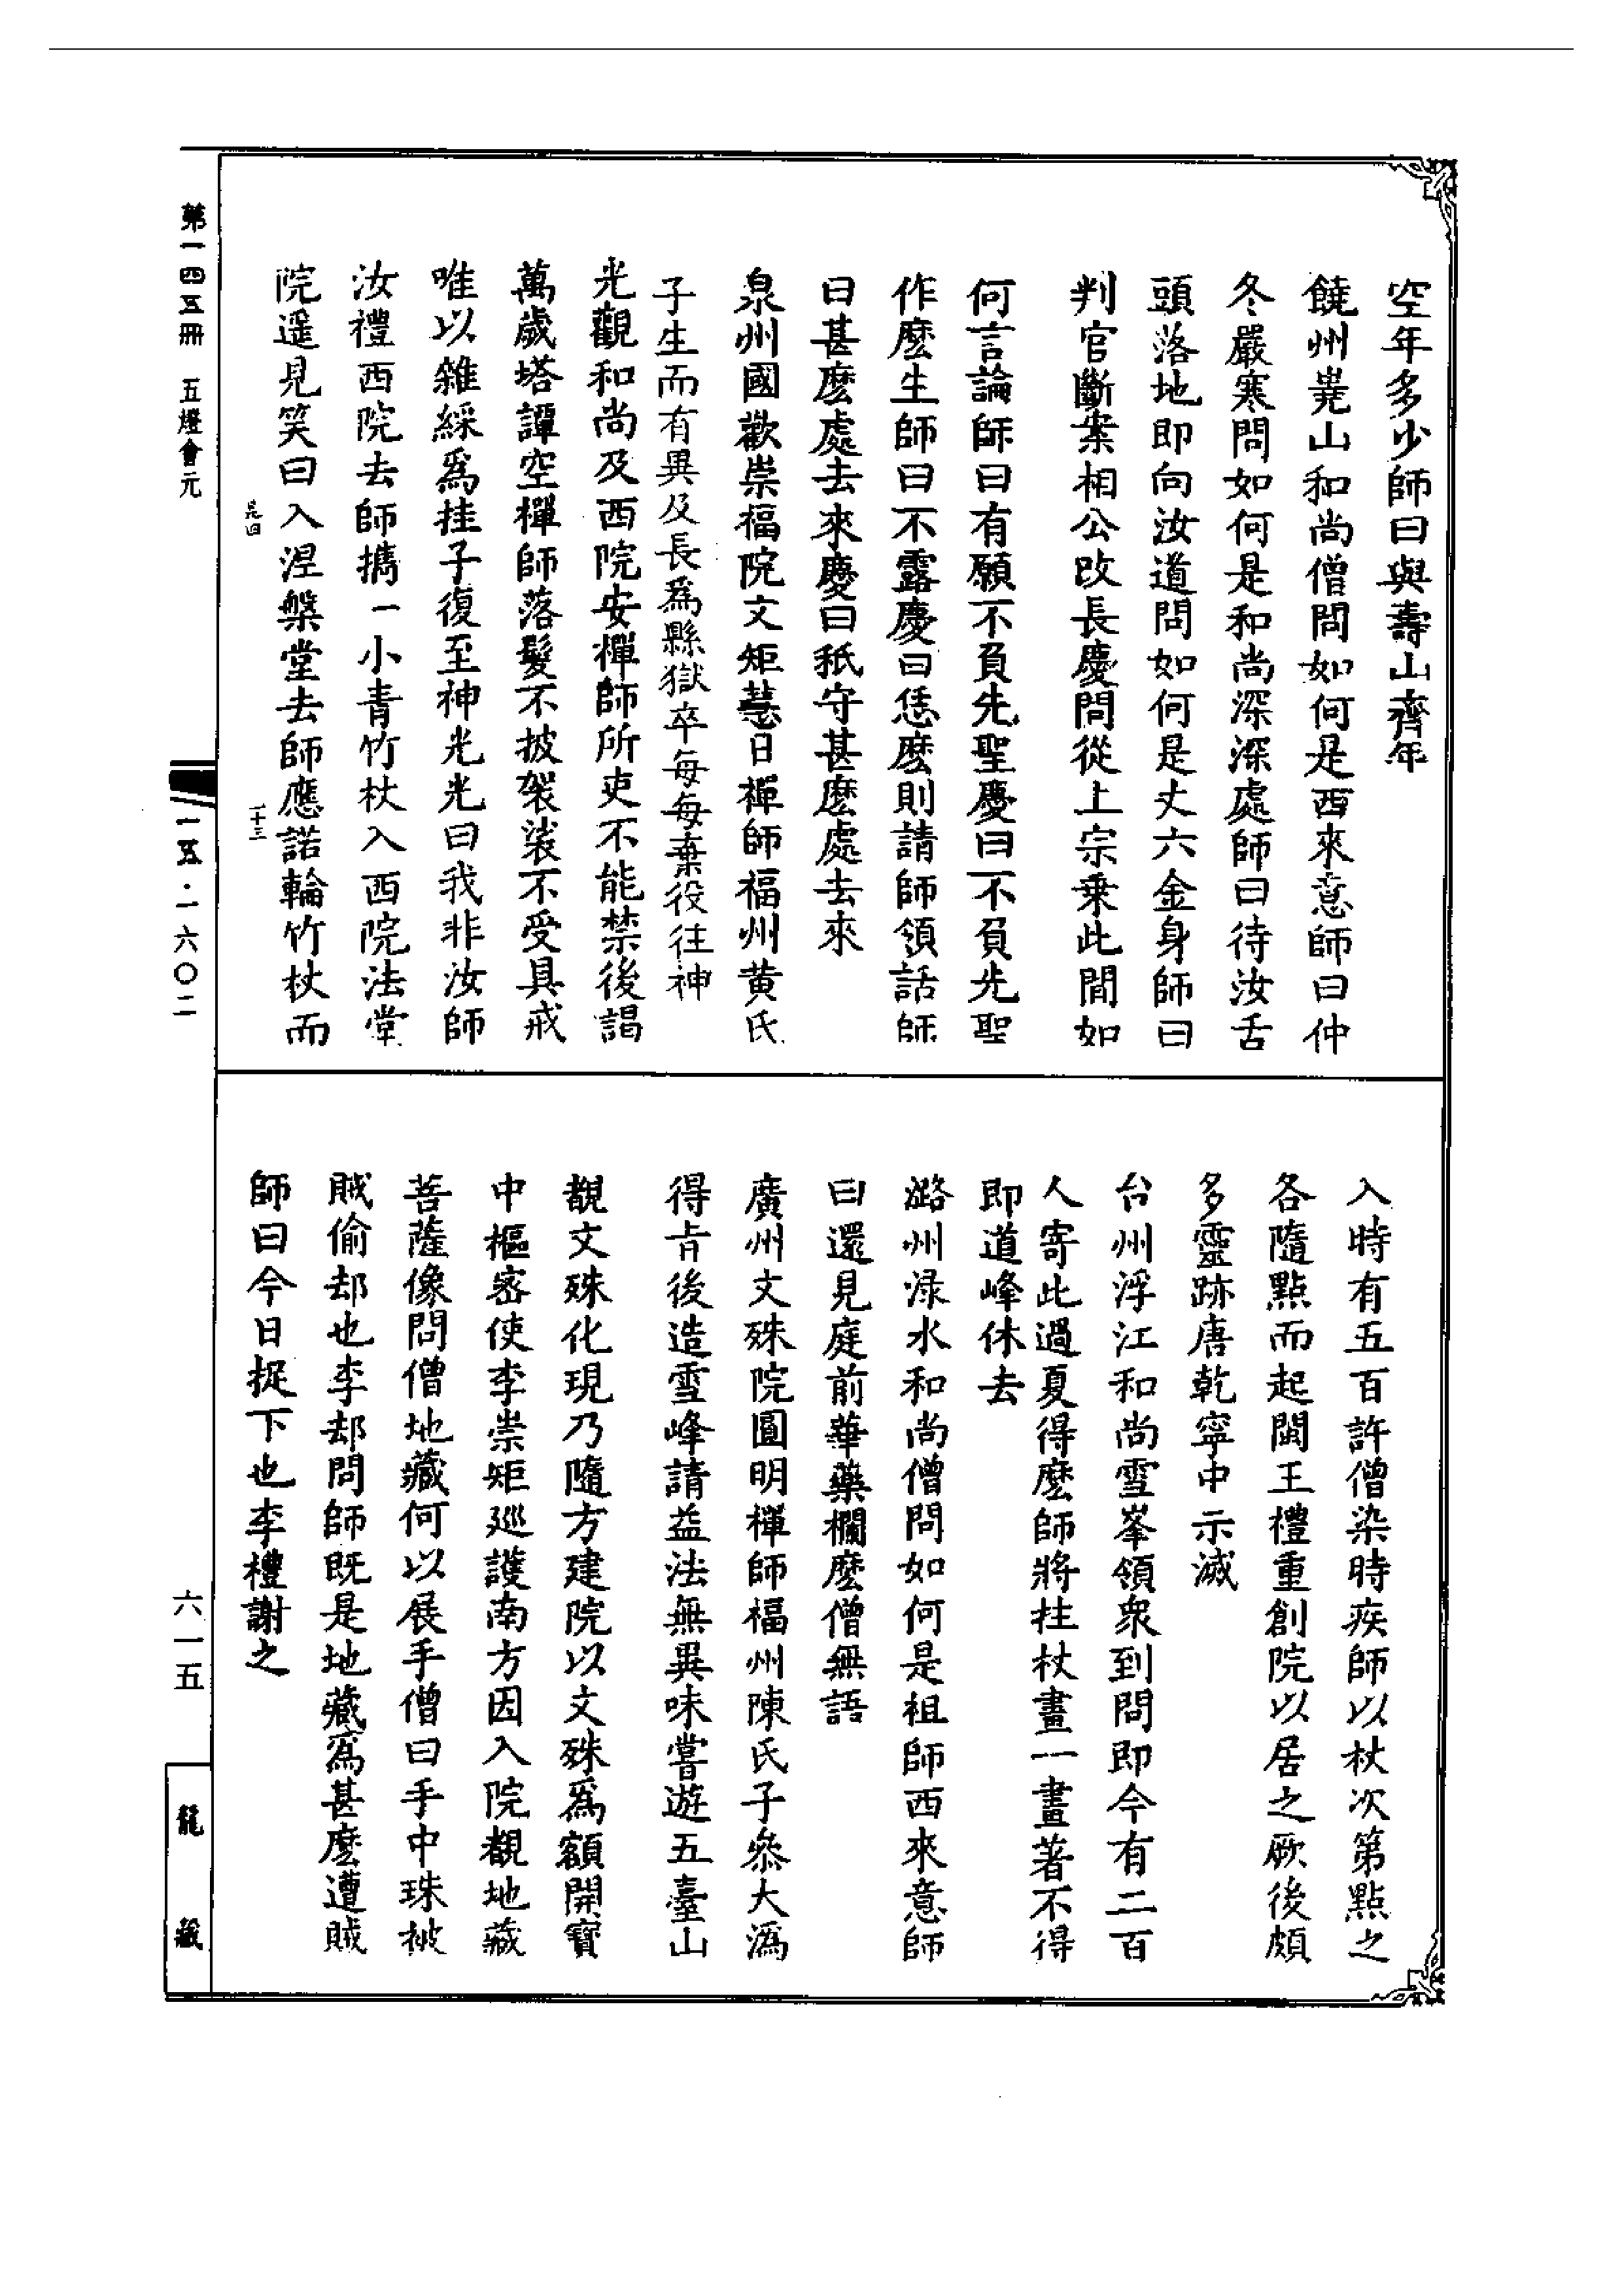 空年多少師曰與壽山齊年
饒州嶤山和尚僧問如何是西來意師曰仲
冬嚴寒問如何是和尚深深處師曰待汝舌
頭落地即向汝道問如何是丈六金身師曰
判官斷案相公改長慶問從上宗乘此間如
何言論師曰有願不負先聖慶曰不負先聖
作麽生師曰不露慶曰恁麽則請師領話師
曰甚麽處去來慶曰秖守甚麽處去來
泉州國歡崇福院文矩慧日禪師福州黄氏
子生而有異及長爲縣獄卒每每棄役往神
光觀和尚及西院安禪師所吏不能禁後謁
萬歲塔譚空禪師落髮不披袈裟不受具戒
唯以雜綵爲挂子復至神光光曰我非汝師
汝禮西院去師攜一小青竹杖入西院法堂
院遥見笑曰入涅槃堂去師應諾輪竹杖而
入時有五百許僧染時疾師以杖次第點之
各隨點而起閩王禮重創院以居之厥後頗
多靈跡唐乾寧中示滅
台州浮江和尚雪峯領衆到問即今有二百
人寄此過夏得麽師將拄杖畫一畫著不得
即道峰休去
潞州渌水和尚僧問如何是祖師西來意師
曰還見庭前華藥欄麽僧無語
廣州文殊院圓明禪師福州陳氏子叅大溈
得㫖後造雪峰請益法無異味嘗遊五臺山
覩文殊化現乃隨方建院以文殊爲額開寶
中樞宻使李崇矩巡護南方因入院覩地藏
菩薩像問僧地藏何以展手僧曰手中珠被
賊偷却也李却問師既是地藏爲甚麽遭賊
師曰今日捉下也李禮謝之
第一四五冊 五燈會元
一五·一六〇二
六一五
龍藏